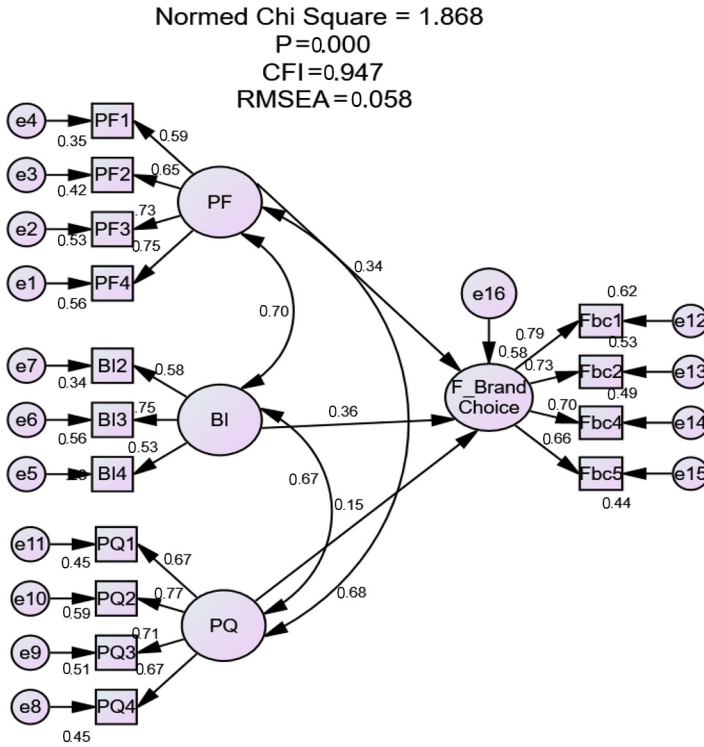 Normed Chi Square = 1.868
P=0.000
CFI=0.947
RMSEA=0.058
e4 PF1 0.59
0.35
e3 PF2 0.65
0.42
e2 PF3 .73
0.53
e1 PF4 0.75
0.56
PF
0.34
0.70
e16
0.58
F_Brand
Choice
0.62
0.79 Fbc1 e12
0.53
0.73 Fbc2 e13
0.49
0.70 Fbc4 e14
0.66 Fbc5 e15
0.44
e7 BI2 0.58
0.34
e6 BI3 .75
0.56
e5 BI4 0.53
BI
0.36
0.67
0.15
0.68
e11 PQ1 0.67
0.45
e10 PQ2 0.77
0.59
e9 PQ3 0.71
0.51
e8 PQ4 0.67
0.45
PQ